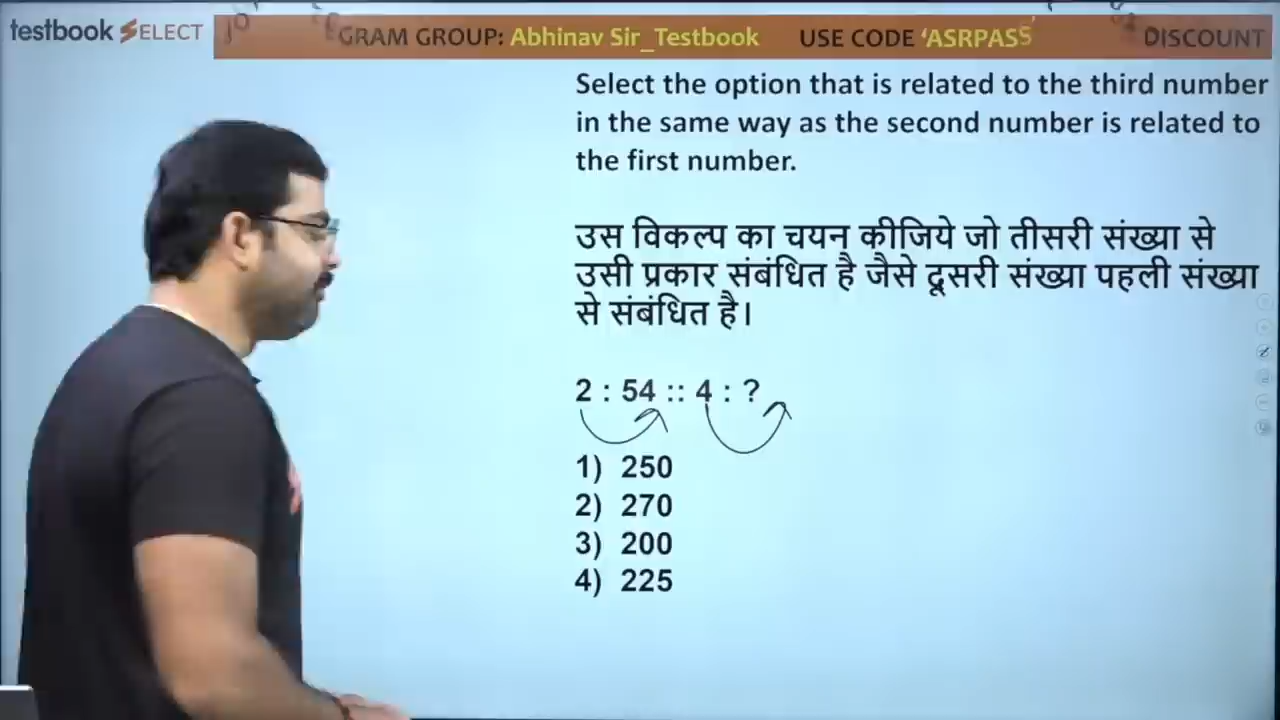 testbook SELECT
GRAM GROUP: Abhinav Sir_Testbook USE CODE 'ASRPASS' DISCOUNT
Select the option that is related to the third number
in the same way as the second number is related to
the first number.
उस विकल्प का चयन कीजिये जो तीसरी संख्या से
उसी प्रकार संबंधित है जैसे दूसरी संख्या पहली संख्या
से संबंधित है।
2 : 54 :: 4 : ?
1) 250
2) 270
3) 200
4) 225